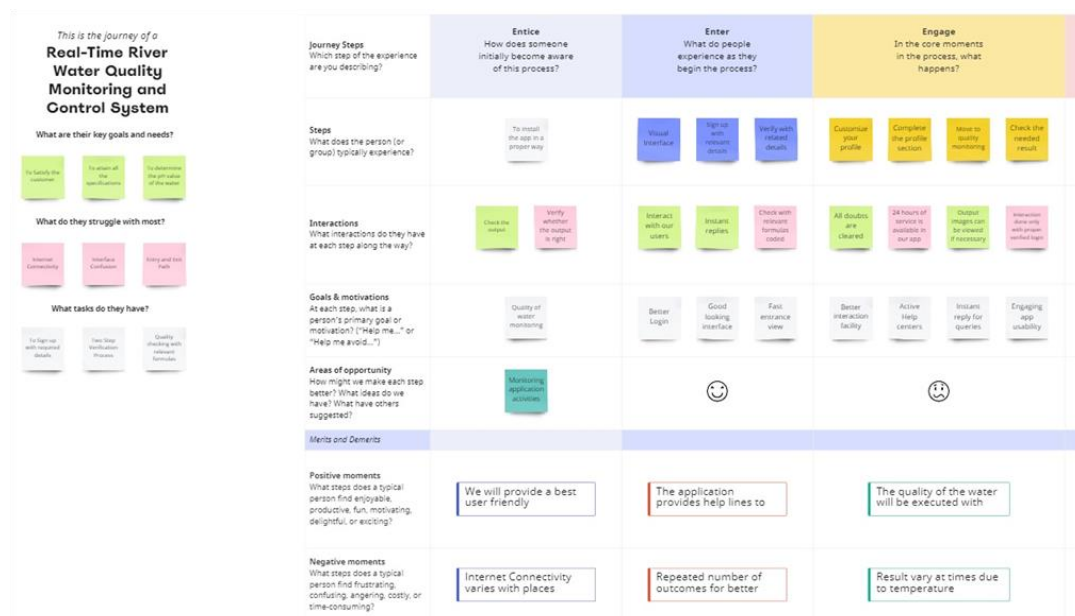 This is the journey of a
Real-Time River
Water Quality
Monitoring and
Control System
What are their key goals and needs?
To Satisfy the
customer
To attain all
the
specifications
To determine
the pH value
of the water
What do they struggle with most?
Internet
Connectivity
Interface
Confusion
Entry and Exit
Path
What tasks do they have?
To Sign up
with required
details
Two Step
Verification
Process
Quality
checking with
relevant
formulas
Journey Steps
Which step of the experience
are you describing?
Entice
How does someone
initially become aware
of this process?
Enter
What do people
experience as they
begin the process?
Engage
In the core moments
in the process, what
happens?
Steps
What does the person (or
group) typically experience?
To install
the app in a
proper way
Visual
Interface
Sign up
with
relevant
details
Verify with
related
details
Customize
your
profile
Complete
the profile
section
Move to
quality
monitoring
Check the
needed
result
Interactions
What interactions do they have
at each step along the way?
Check the
output
Verify
whether
the output
is right
Interact
with our
users
Instant
replies
Check with
relevant
formulas
coded
All doubts
are
cleared
24 hours of
service is
available in
our app
Output
images can
be viewed
if necessary
Interaction
done only
with proper
verified login
Goals & motivations
At each step, what is a
person's primary goal or
motivation? ("Help me..." or
"Help me avoid...")
Quality of
water
monitoring
Better
Login
Good
looking
interface
Fast
entrance
view
Better
interaction
facility
Active
Help
centers
Instant
reply for
queries
Engaging
app
usability
Areas of opportunity
How might we make each step
better? What ideas do we
have? What have others
suggested?
Monitoring
application
activities
Merits and Demerits
Positive moments
What steps does a typical
person find enjoyable,
productive, fun, motivating,
delightful, or exciting?
We will provide a best
user friendly
The application
provides help lines to
The quality of the water
will be executed with
Negative moments
What steps does a typical
person find frustrating,
confusing, angering, costly, or
time-consuming?
Internet Connectivity
varies with places
Repeated number of
outcomes for better
Result vary at times due
to temperature